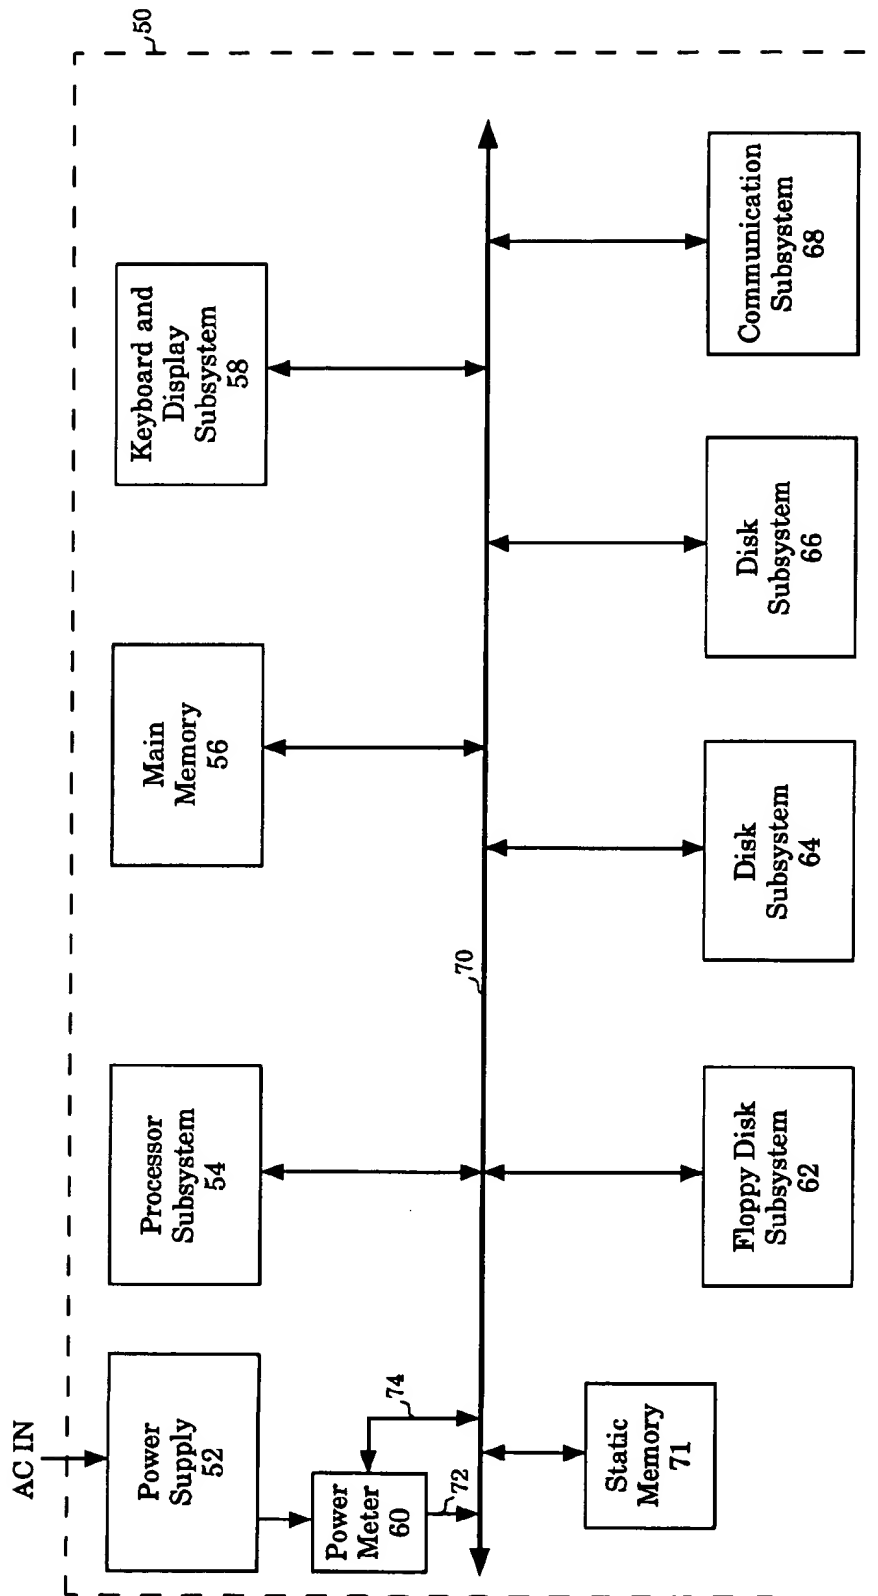 50
AC IN
Power
Supply
52
Processor
Subsystem
54
Main
Memory
56
Keyboard and
Display
Subsystem
58
Power
Meter
60
74
72
70
Static
Memory
71
Floppy Disk
Subsystem
62
Disk
Subsystem
64
Disk
Subsystem
66
Communication
Subsystem
68